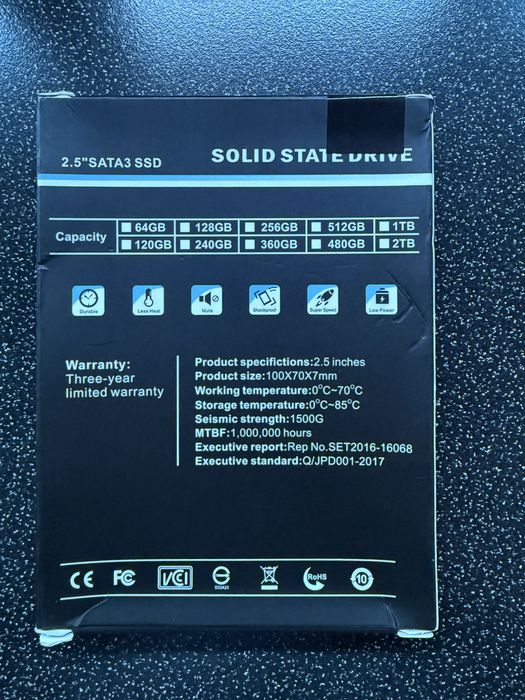 2.5"SATA3 SSD
SOLID STATE DRIVE
Capacity
64GB 128GB 256GB 512GB 1TB
120GB 240GB 360GB 480GB 2TB
Durable Less Heat Mute Shockproof Super Speed Low Power
Warranty:
Three-year
limited warranty
Product specifictions:2.5 inches
Product size:100X70X7mm
Working temperature:0°C~70°C
Storage temperature:0°C~85°C
Seismic strength:1500G
MTBF:1,000,000 hours
Executive report:Rep No.SET2016-16068
Executive standard:Q/JPD001-2017
CE FC VCI RoHS 10